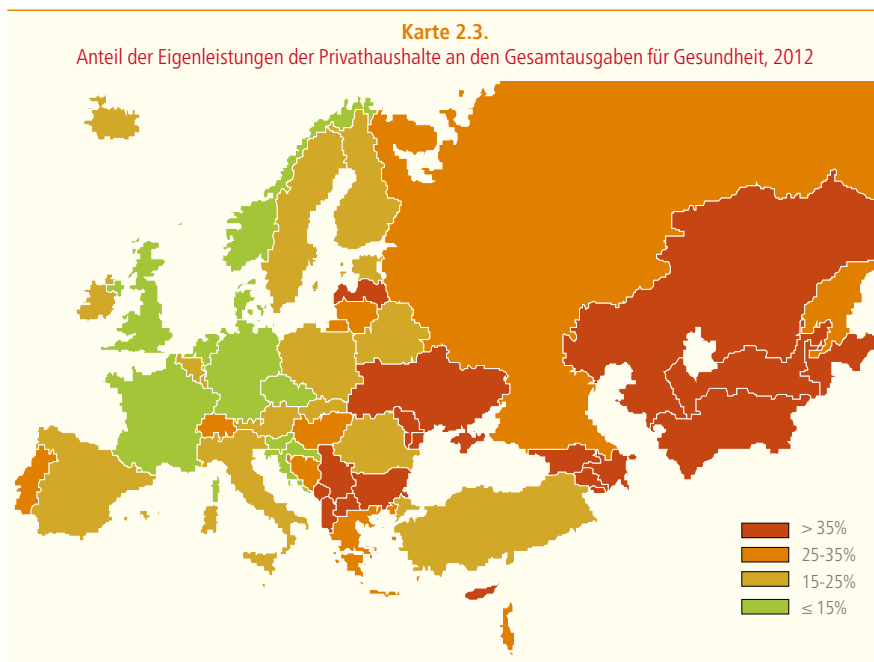 Karte 2.3.
Anteil der Eigenleistungen der Privathaushalte an den Gesamtausgaben für Gesundheit, 2012
> 35%
25-35%
15-25%
≤ 15%